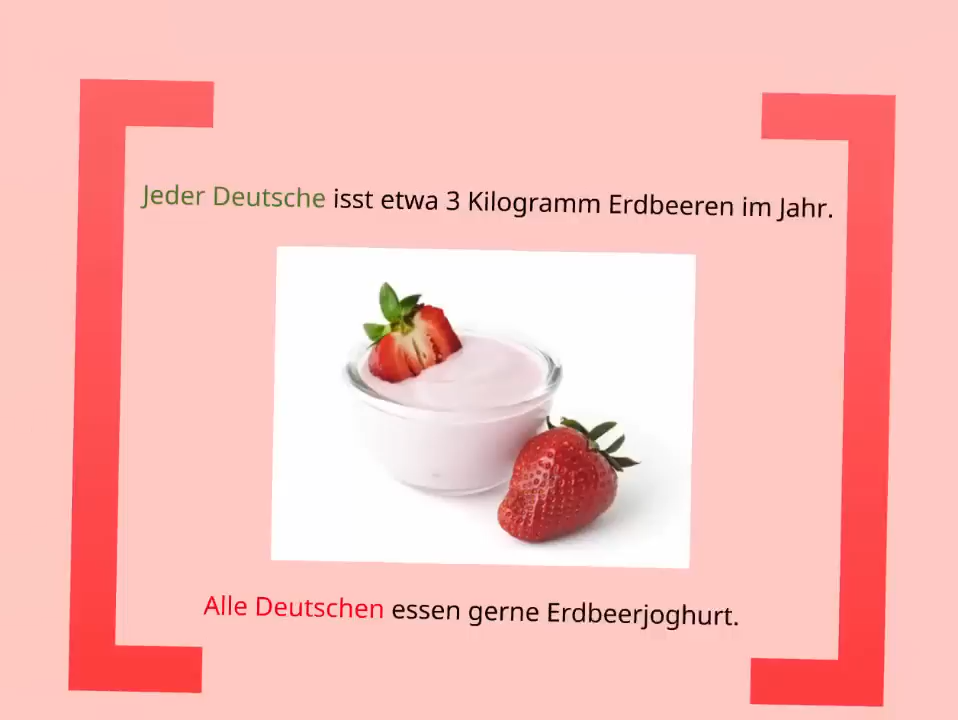 Jeder Deutsche isst etwa 3 Kilogramm Erdbeeren im Jahr.
Alle Deutschen essen gerne Erdbeerjoghurt.